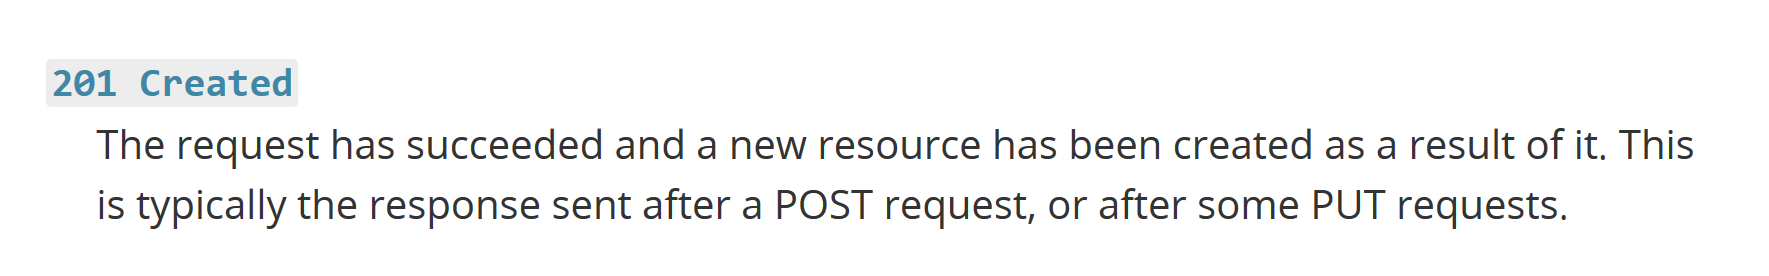 201 Created
The request has succeeded and a new resource has been created as a result of it. This
is typically the response sent after a POST request, or after some PUT requests.